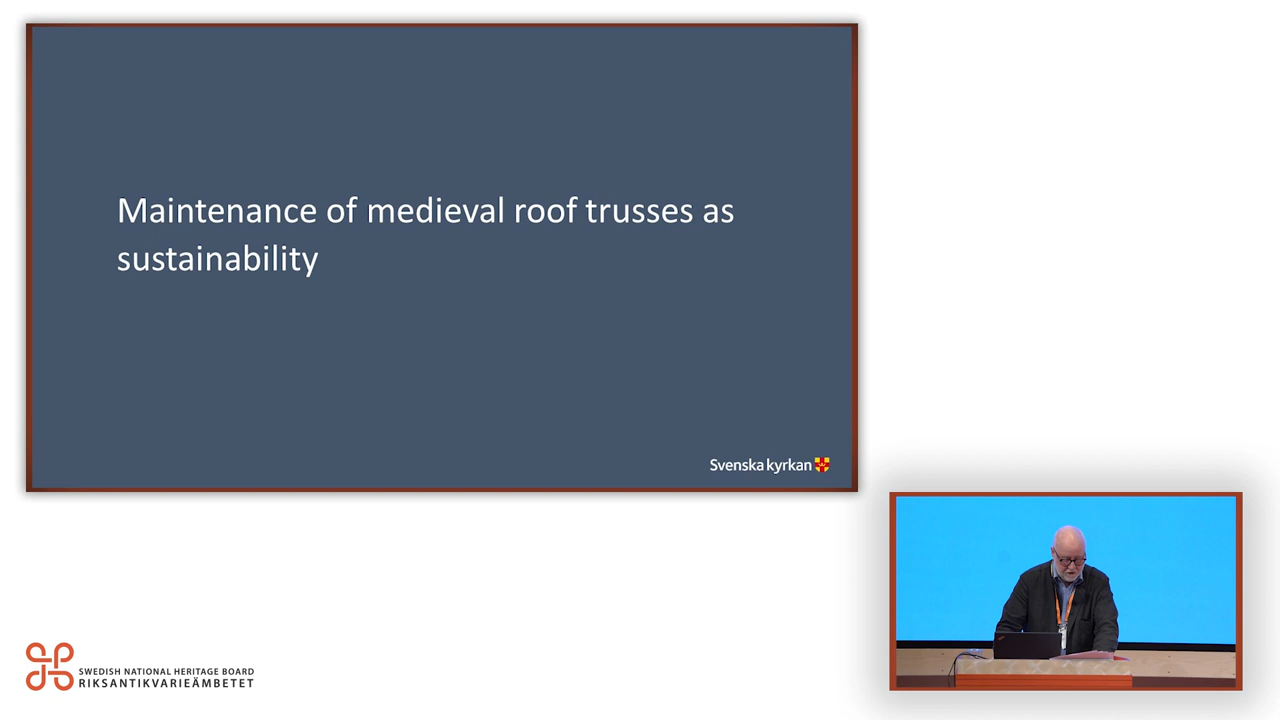 Maintenance of medieval roof trusses as
sustainability
Svenska kyrkan
SWEDISH NATIONAL HERITAGE BOARD
RIKSANTIKVARIEÄMBETET